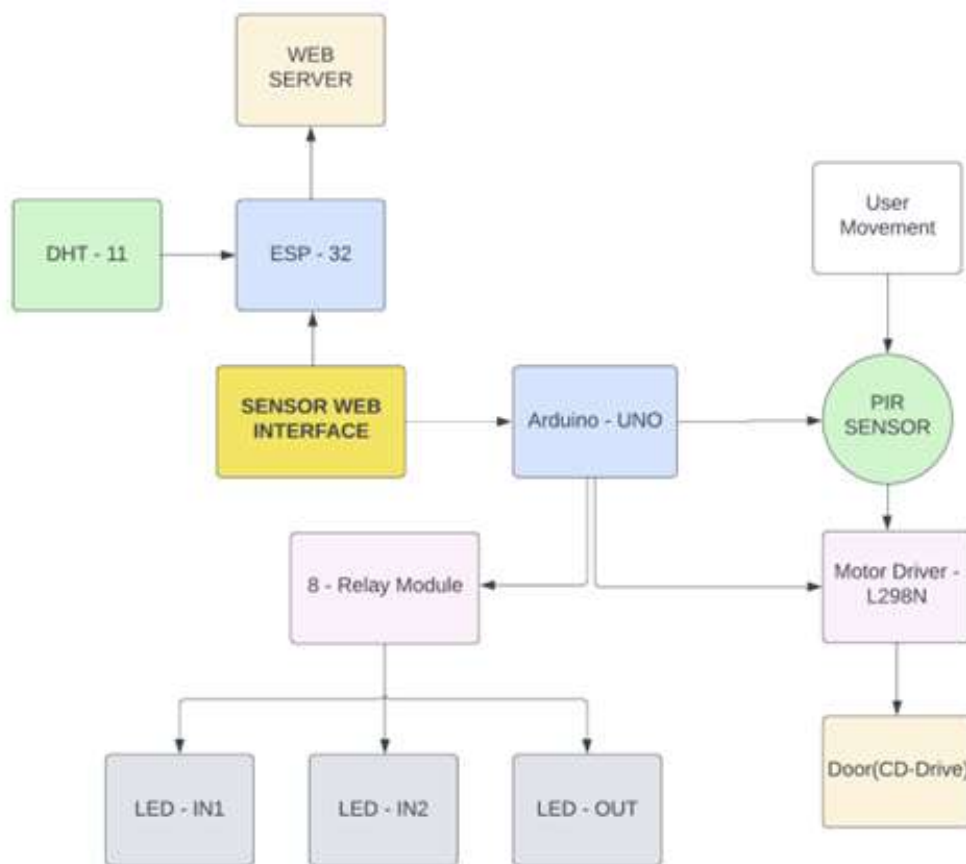 WEB
SERVER
User
Movement
DHT - 11
ESP - 32
SENSOR WEB
INTERFACE
Arduino - UNO
PIR
SENSOR
8 - Relay Module
Motor Driver -
L298N
Door(CD-Drive)
LED - IN1
LED - IN2
LED - OUT